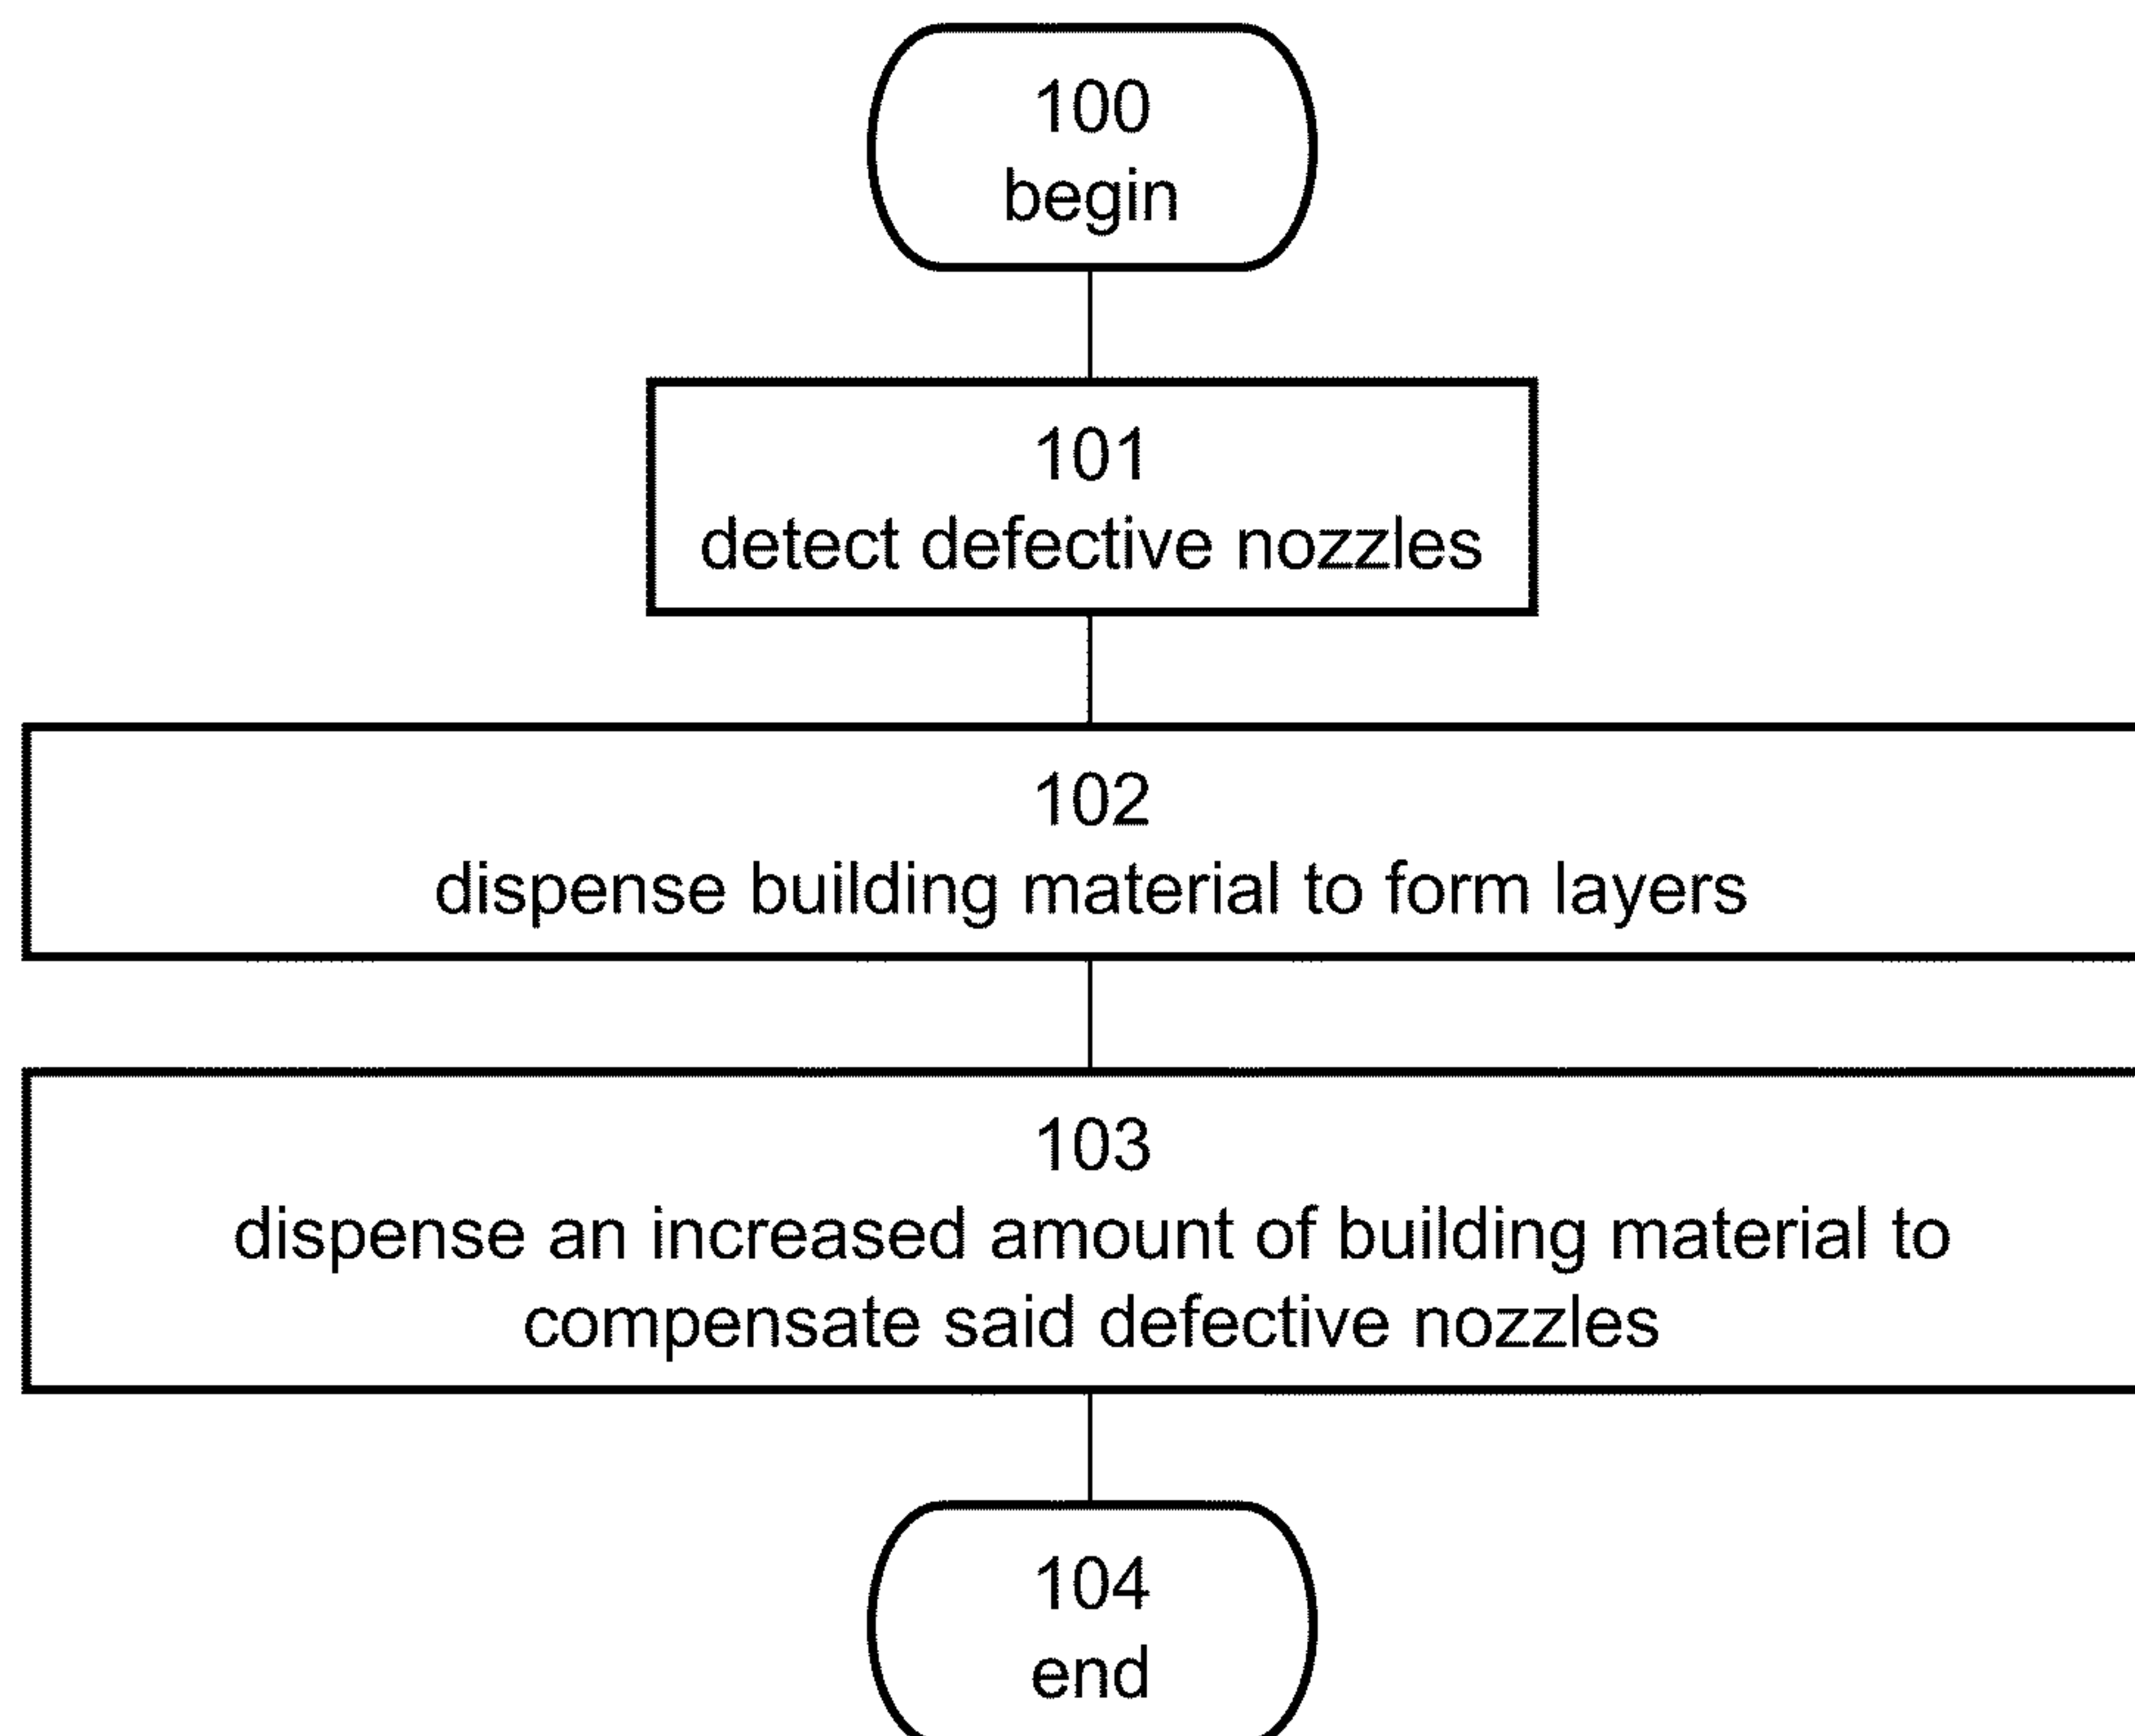 100
begin
101
detect defective nozzles
102
dispense building material to form layers
103
dispense an increased amount of building material to
compensate said defective nozzles
104
end